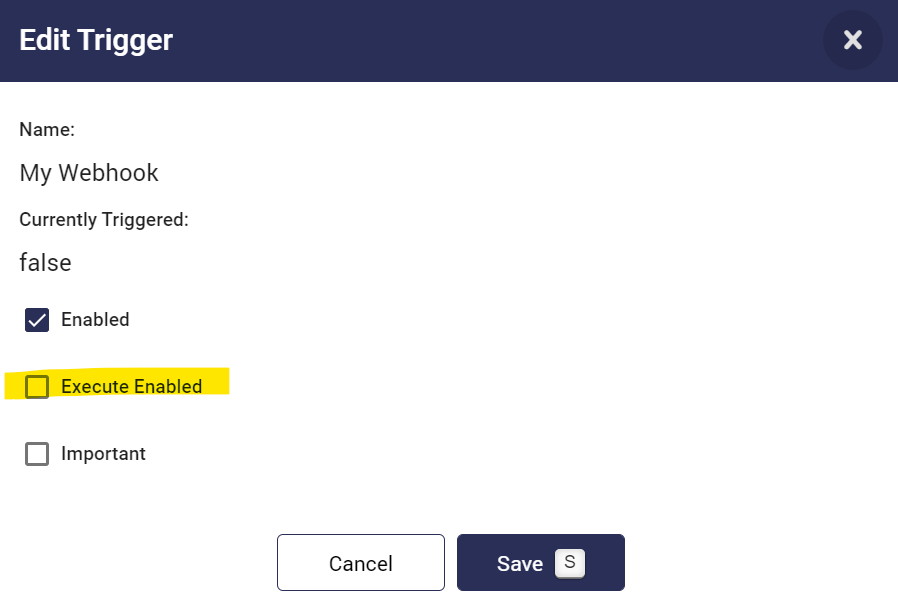 Edit Trigger
Name:
My Webhook
Currently Triggered:
false
Enabled
Execute Enabled
Important
Cancel
Save S